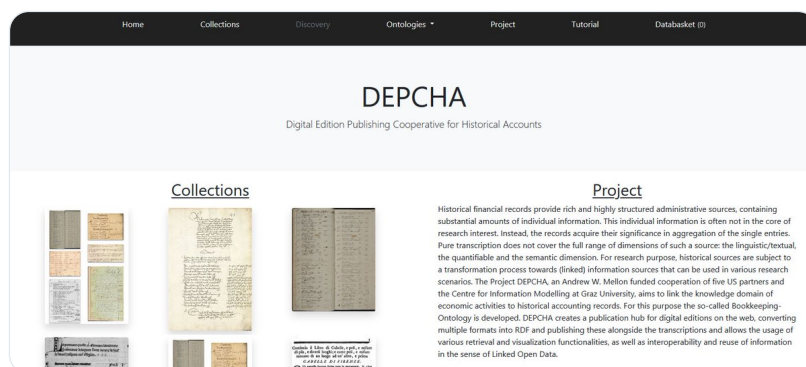 Home Collections Discovery Ontologies Project Tutorial Databasket (0)
DEPCHA
Digital Edition Publishing Cooperative for Historical Accounts
Collections
Project
Historical financial records provide rich and highly structured administrative sources, containing
substantial amounts of individual information. This individual information is often not in the core of
research interest. Instead, the records acquire their significance in aggregation of the single entries.
Pure transcription does not cover the full range of dimensions of such a source: the linguistic/textual,
the quantifiable and the semantic dimension. For research purpose, historical sources are subject to
a transformation process towards (linked) information sources that can be used in various research
scenarios. The Project DEPCHA, an Andrew W. Mellon funded cooperation of five US partners and
the Centre for Information Modelling at Graz University, aims to link the knowledge domain of
economic activities to historical accounting records. For this purpose the so-called Bookkeeping-
Ontology is developed. DEPCHA creates a publication hub for digital editions on the web, converting
multiple formats into RDF and publishing these alongside the transcriptions and allows the usage of
various retrieval and visualization functionalities, as well as interoperability and reuse of information
in the sense of Linked Open Data.
GABELLE DI FIRENZE.